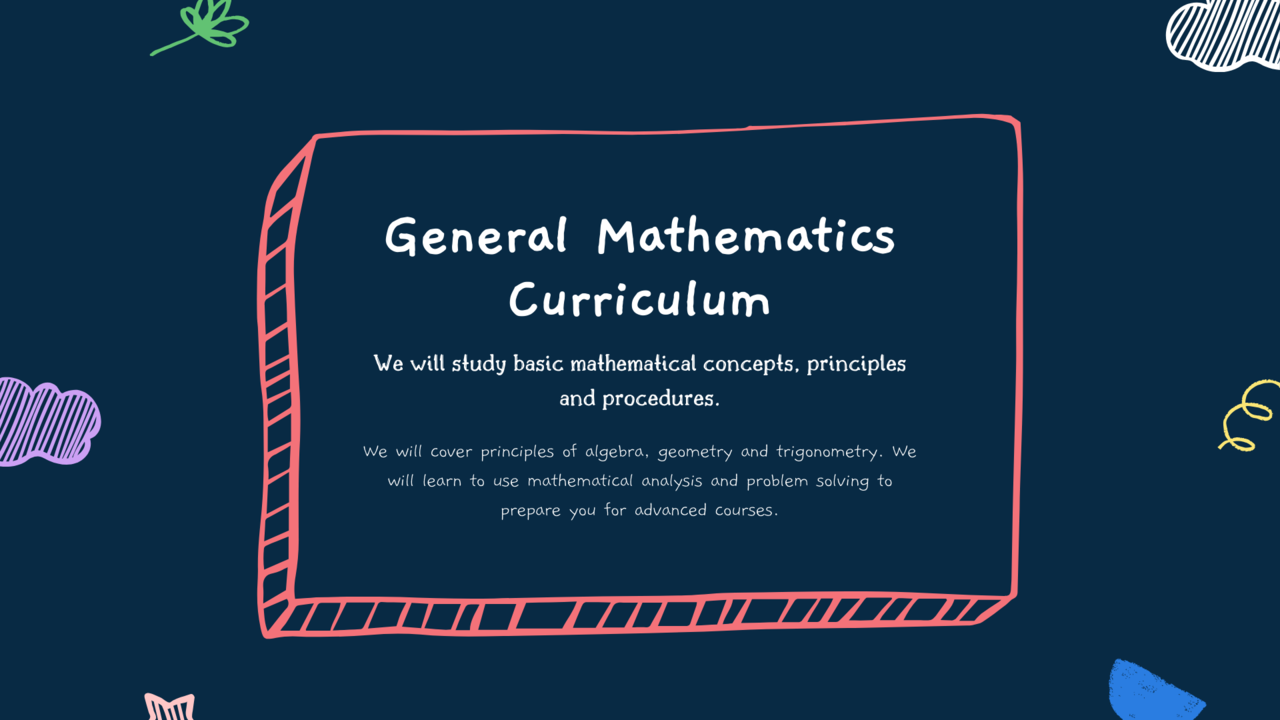 General Mathematics
Curriculum
We will study basic mathematical concepts, principles
and procedures.
We will cover principles of algebra, geometry and trigonometry. We
will learn to use mathematical analysis and problem solving to
prepare you for advanced courses.